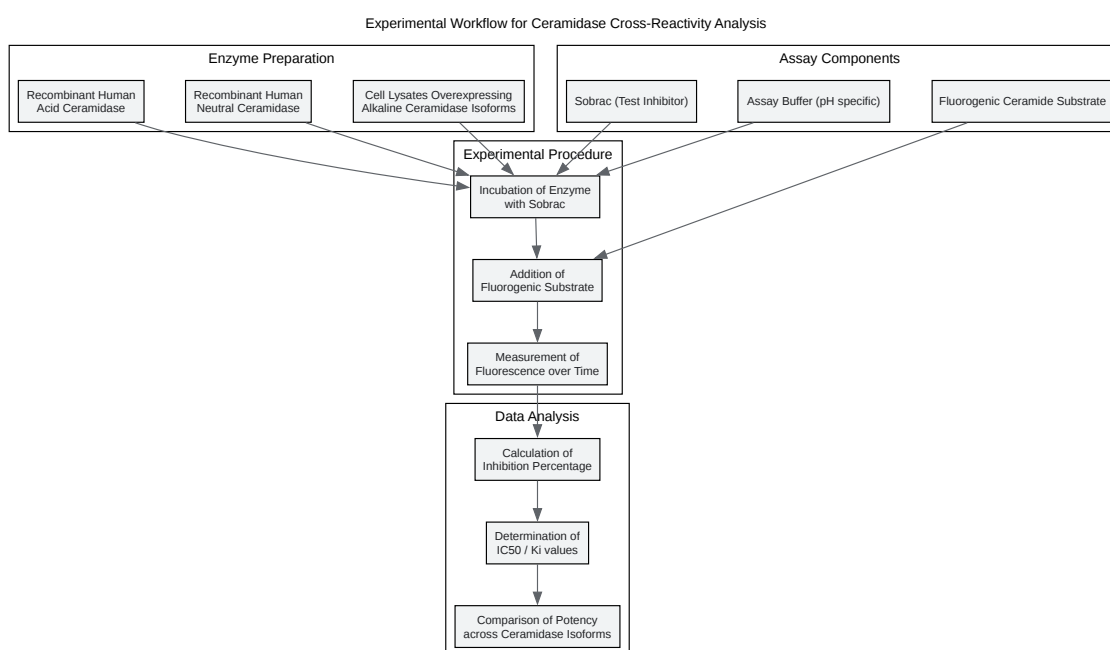 Experimental Workflow for Ceramidase Cross-Reactivity Analysis
Enzyme Preparation
Recombinant Human
Acid Ceramidase
Recombinant Human
Neutral Ceramidase
Cell Lysates Overexpressing
Alkaline Ceramidase Isoforms
Assay Components
Sobrac (Test Inhibitor)
Assay Buffer (pH specific)
Fluorogenic Ceramide Substrate
Experimental Procedure
Incubation of Enzyme
with Sobrac
Addition of
Fluorogenic Substrate
Measurement of
Fluorescence over Time
Data Analysis
Calculation of
Inhibition Percentage
Determination of
IC50 / Ki values
Comparison of Potency
across Ceramidase Isoforms